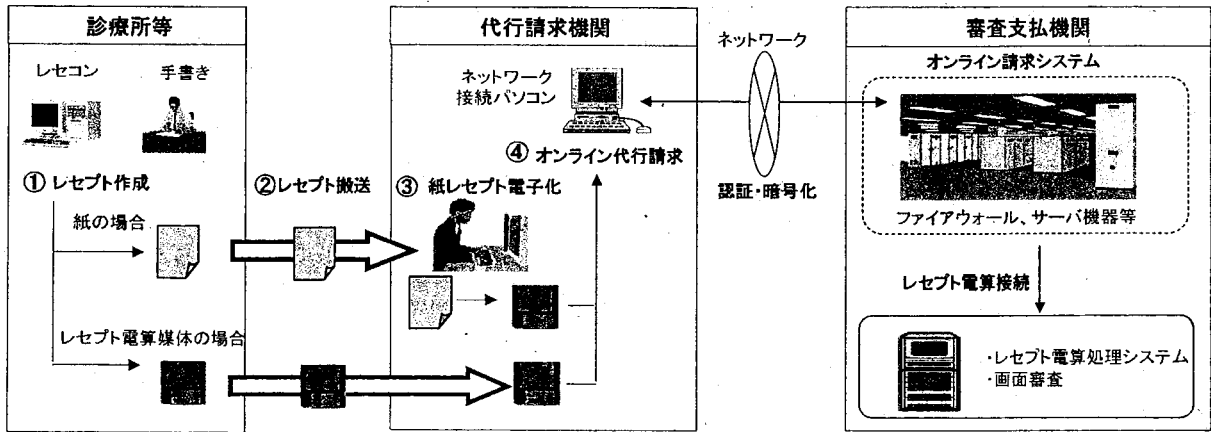 診療所等
レセコン
手書き
① レセプト作成
紙の場合
レセプト電算媒体の場合
②レセプト搬送
代行請求機関
ネットワーク
接続パソコン
④ オンライン代行請求
③ 紙レセプト電子化
ネットワーク
認証・暗号化
審査支払機関
オンライン請求システム
ファイアウォール、サーバ機器等
レセプト電算接続
・レセプト電算処理システム
・画面審査